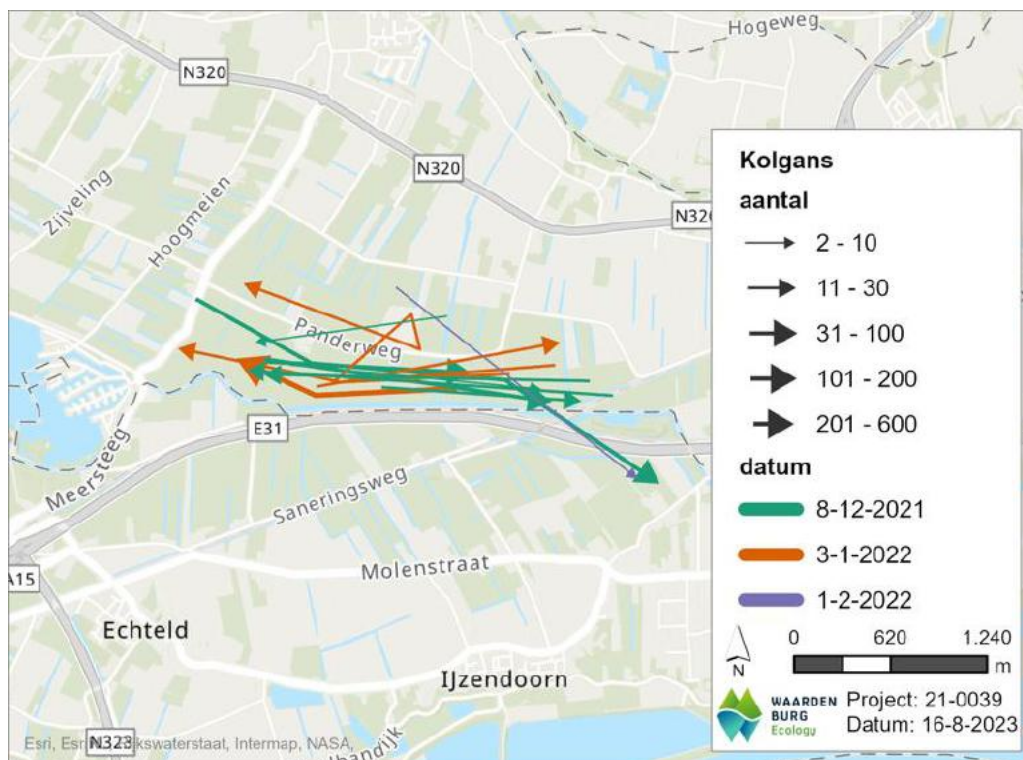 Hogeweg
N320
N320
N32
Zijveling
Hoogmeien
Panderweg
E31
Meersteeg
Saneringsweg
Molenstraat
A15
Echteld
IJzendoorn
N323
Kolgans
aantal
2 - 10
11 - 30
31 - 100
101 - 200
201 - 600
datum
8-12-2021
3-1-2022
1-2-2022
0 620 1.240
m
N
WAARDEN
BURG
Ecology
Project: 21-0039
Datum: 16-8-2023
Esri, Intermap, NASA,